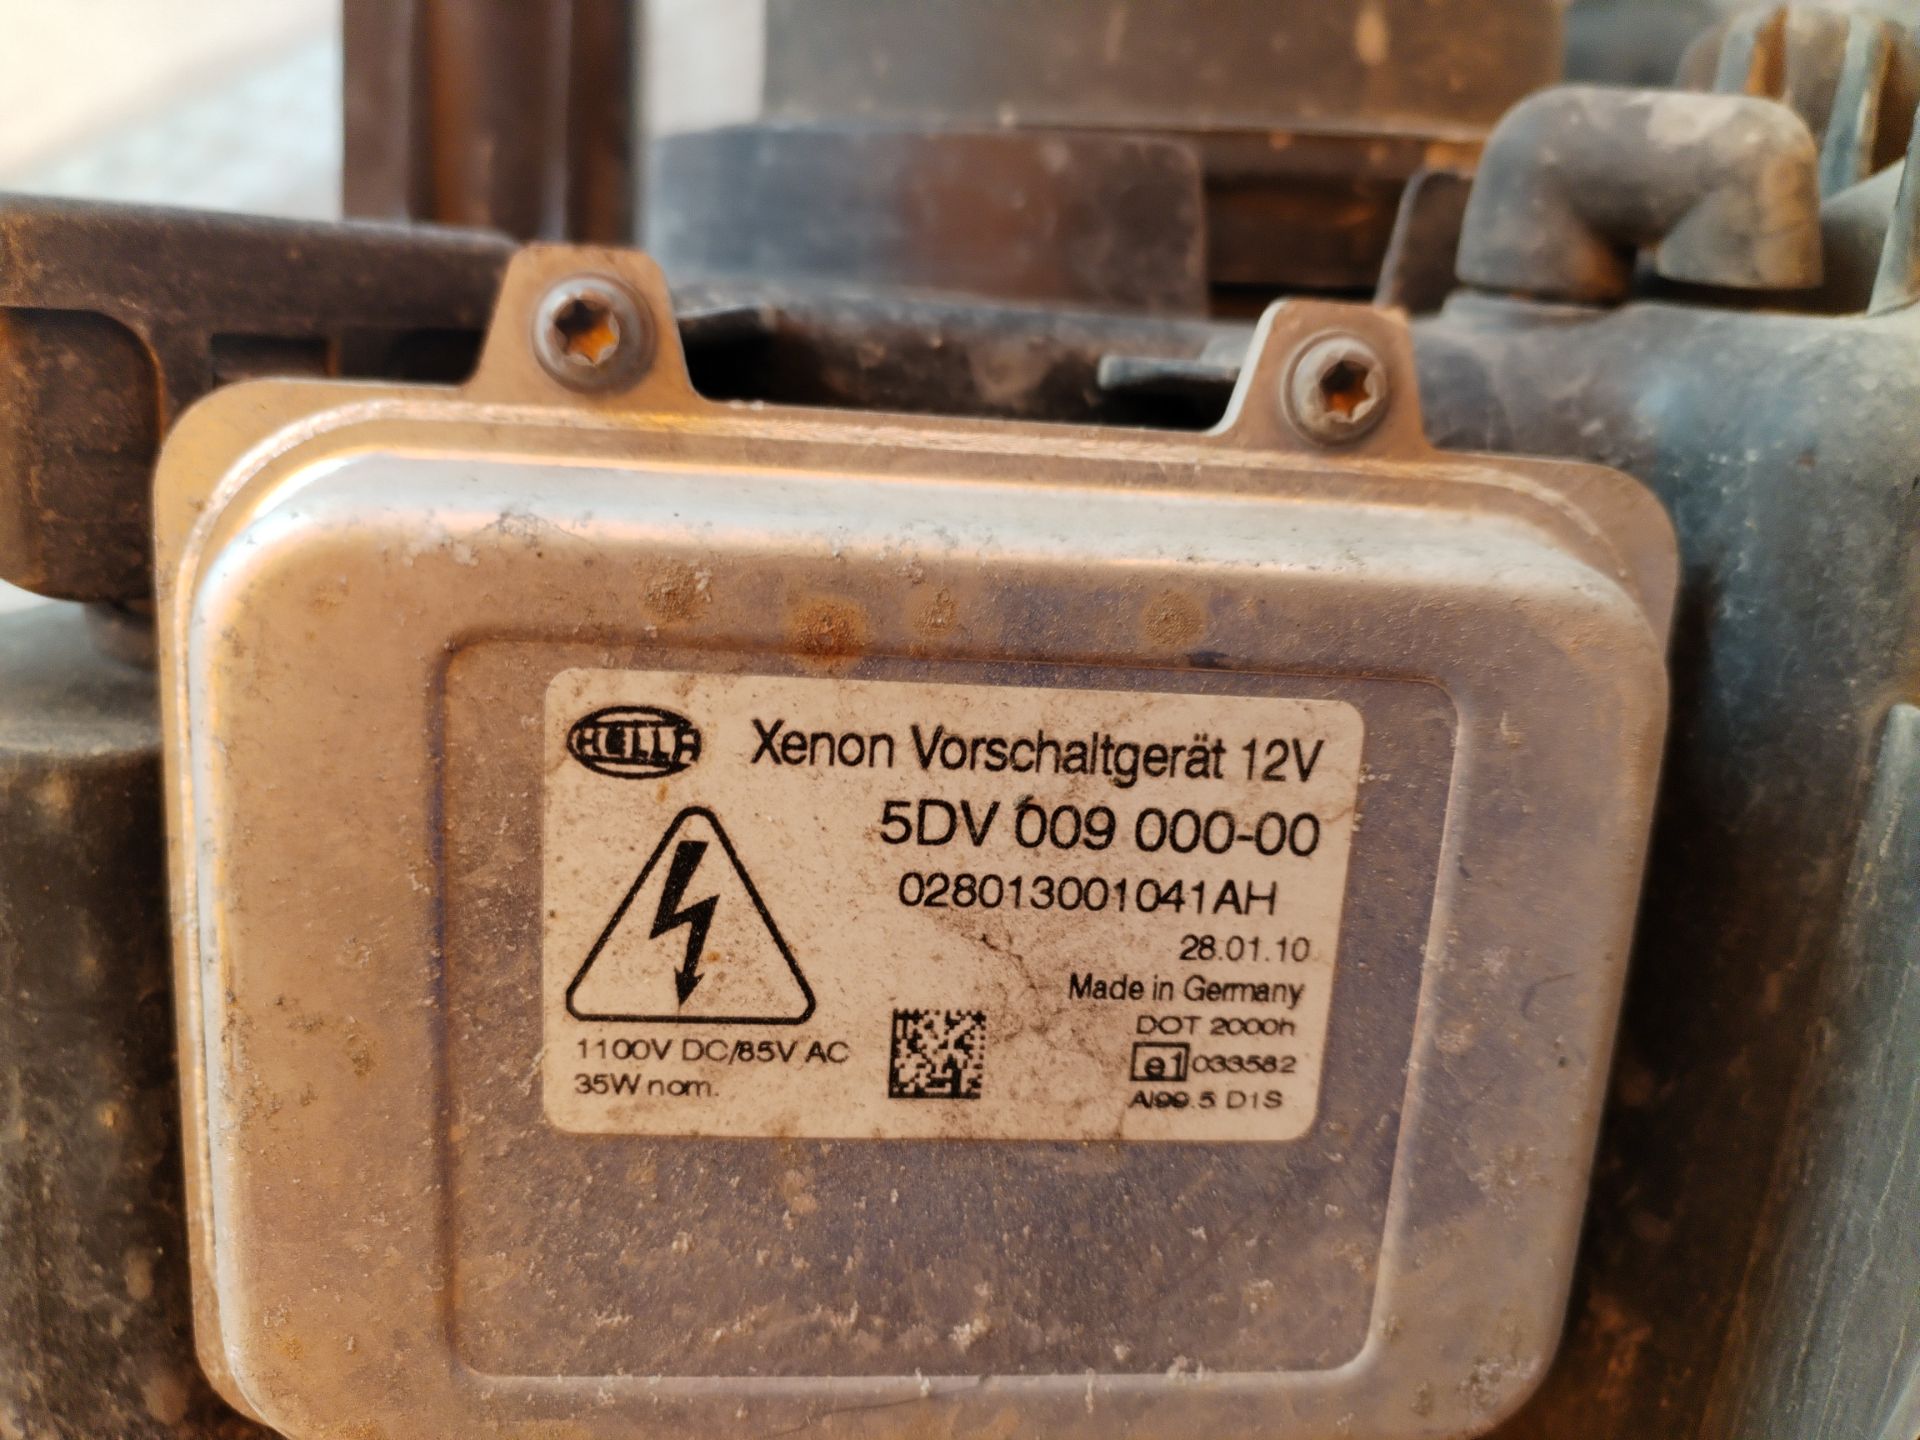 HELLA
Xenon Vorschaltgerät 12V
5DV 009 000-00
028013001041AH
28.01.10
Made in Germany
DOT 2000h
e1 033582
Al99.5 D1S
1100V DC/85V AC
35W nom.